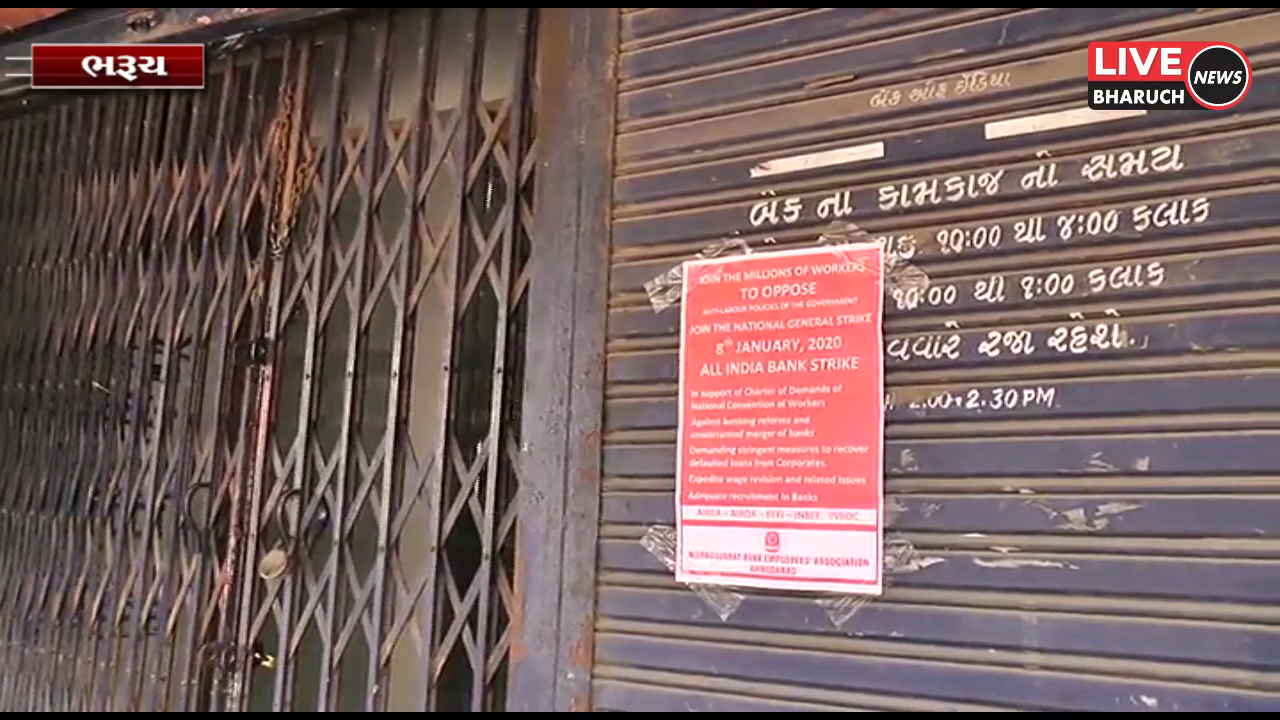 ભરૂચ
LIVE
BHARUCH
NEWS
બેંક ઓફ ઈંડિયા
બેંક ના કામકાજ નો સમય
૧૦:૦૦ થી ૪:૦૦ કલાક
૧૦:૦૦ થી ૧:૦૦ કલાક
રજા રહેશે.
2.30 PM
JOIN THE MILLIONS OF WORKERS
TO OPPOSE
ANTI-LABOUR POLICIES OF THE GOVERNMENT
JOIN THE NATIONAL GENERAL STRIKE
8th JANUARY, 2020
ALL INDIA BANK STRIKE
In support of Charter of Demands of
National Convention of Workers
Against banking reforms and
unwarranted merger of banks
Demanding stringent measures to recover
defaulted loans from Corporates.
Expedite wage revision and related issues
Adequate recruitment in Banks
AIBEA - AIBOA - BEFI - INBEF - INBOC
EMPLOYEES' ASSOCIATION
AHMEDABAD